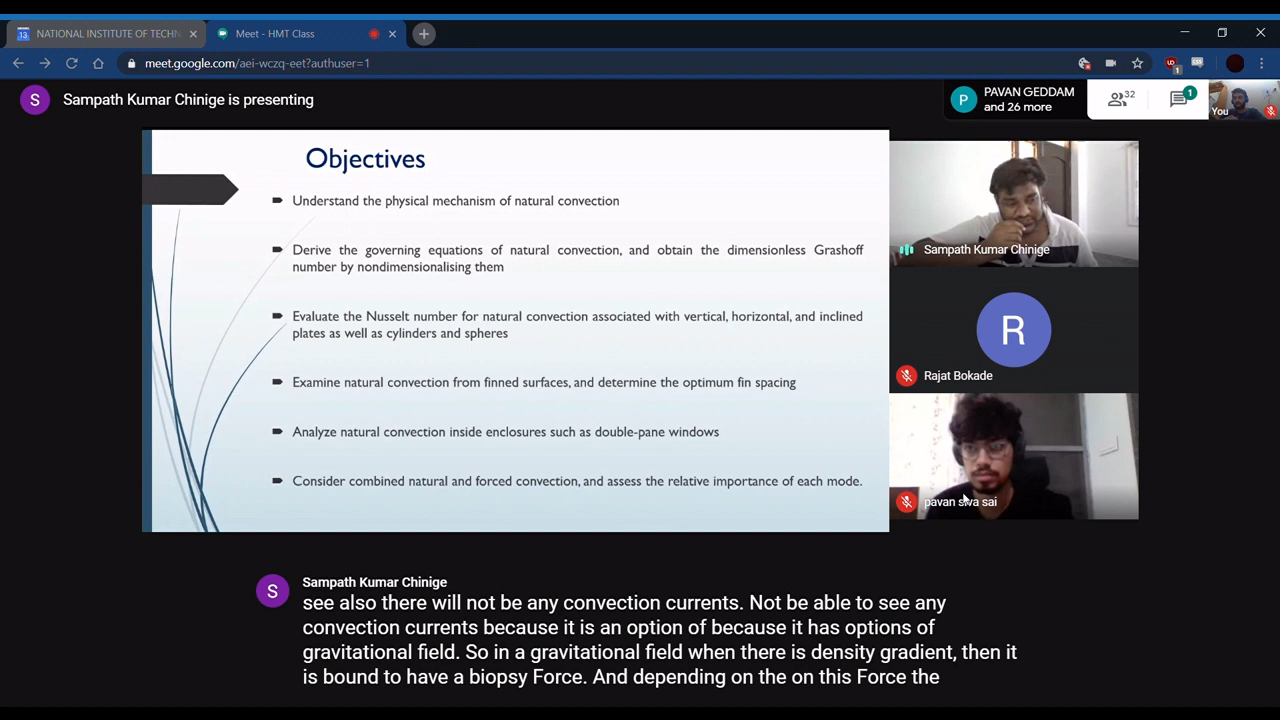 NATIONAL INSTITUTE OF TECHN
Meet - HMT Class
meet.google.com/aei-wczq-eet?authuser=1
S Sampath Kumar Chinige is presenting
P PAVAN GEDDAM
and 26 more
32
1
You
Objectives
Understand the physical mechanism of natural convection
Derive the governing equations of natural convection, and obtain the dimensionless Grashoff
number by nondimensionalising them
Evaluate the Nusselt number for natural convection associated with vertical, horizontal, and inclined
plates as well as cylinders and spheres
Examine natural convection from finned surfaces, and determine the optimum fin spacing
Analyze natural convection inside enclosures such as double-pane windows
Consider combined natural and forced convection, and assess the relative importance of each mode.
Sampath Kumar Chinige
R
Rajat Bokade
pavan siva sai
S
Sampath Kumar Chinige
see also there will not be any convection currents. Not be able to see any
convection currents because it is an option of because it has options of
gravitational field. So in a gravitational field when there is density gradient, then it
is bound to have a biopsy Force. And depending on the on this Force the